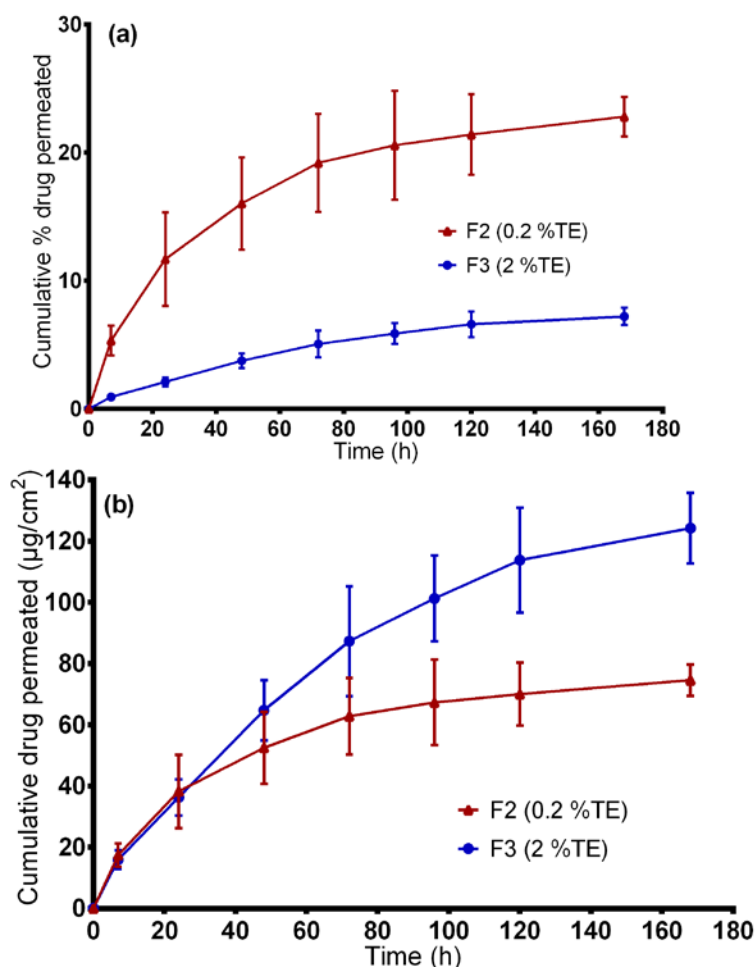 (a)
30
20
10
0
Cumulative % drug permeated
F2 (0.2 %TE)
F3 (2 %TE)
0 20 40 60 80 100 120 140 160 180
Time (h)
(b)
140
120
100
80
60
40
20
0
Cumulative drug permeated (µg/cm²)
F2 (0.2 %TE)
F3 (2 %TE)
0 20 40 60 80 100 120 140 160 180
Time (h)